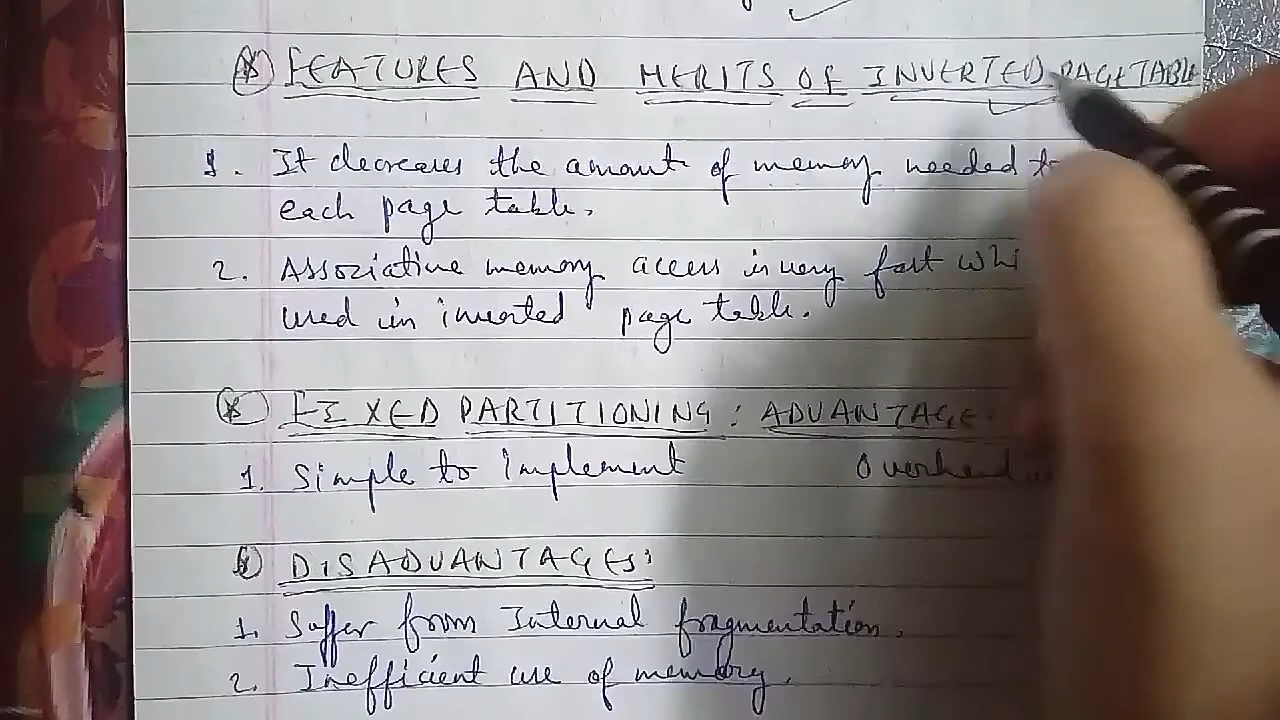 FEATURES AND MERITS OF INVERTED PAGE TABLE
1. It decreases the amount of memory needed to
each page table.
2. Associative memory access is very fast whi
used in inverted page table.
FIXED PARTITIONING: ADVANTAGE
1. Simple to Implement Overhead
DISADVANTAGES:
1. Suffer from Internal fragmentation.
2. Inefficient use of memory.